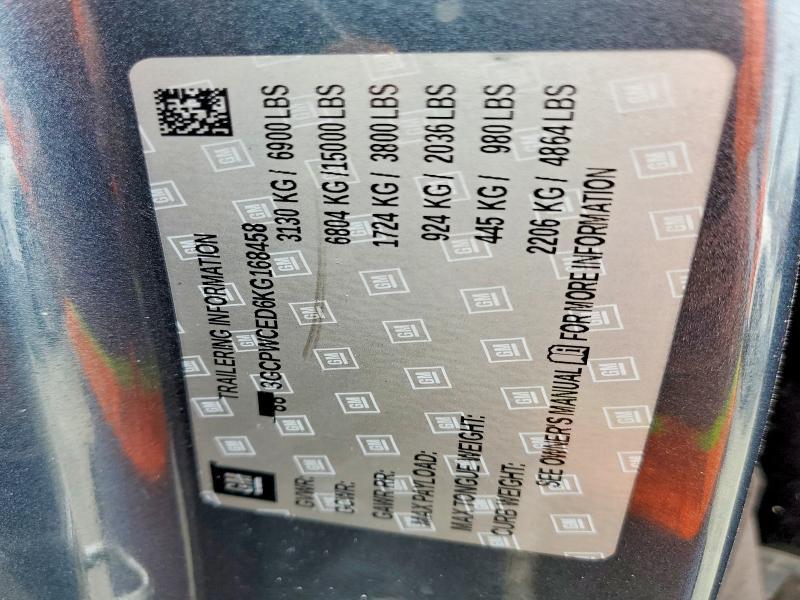 GM
TRAILERING INFORMATION
3GCPWCED6KG168458
GVWR: 3130 KG / 6900 LBS
GCWR: 6804 KG /15000 LBS
GAWR RR: 1724 KG / 3800 LBS
MAX PAYLOAD: 924 KG / 2036 LBS
MAX TONGUE WEIGHT: 445 KG / 980 LBS
CURB WEIGHT: 2206 KG / 4864 LBS
SEE OWNER'S MANUAL FOR MORE INFORMATION